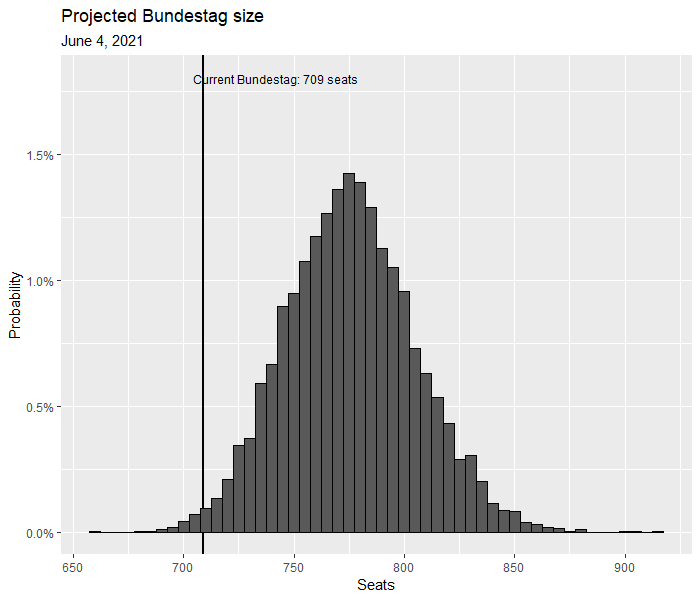 Projected Bundestag size
June 4, 2021
Current Bundestag: 709 seats
1.5%
1.0%
0.5%
0.0%
Probability
650 700 750 800 850 900
Seats